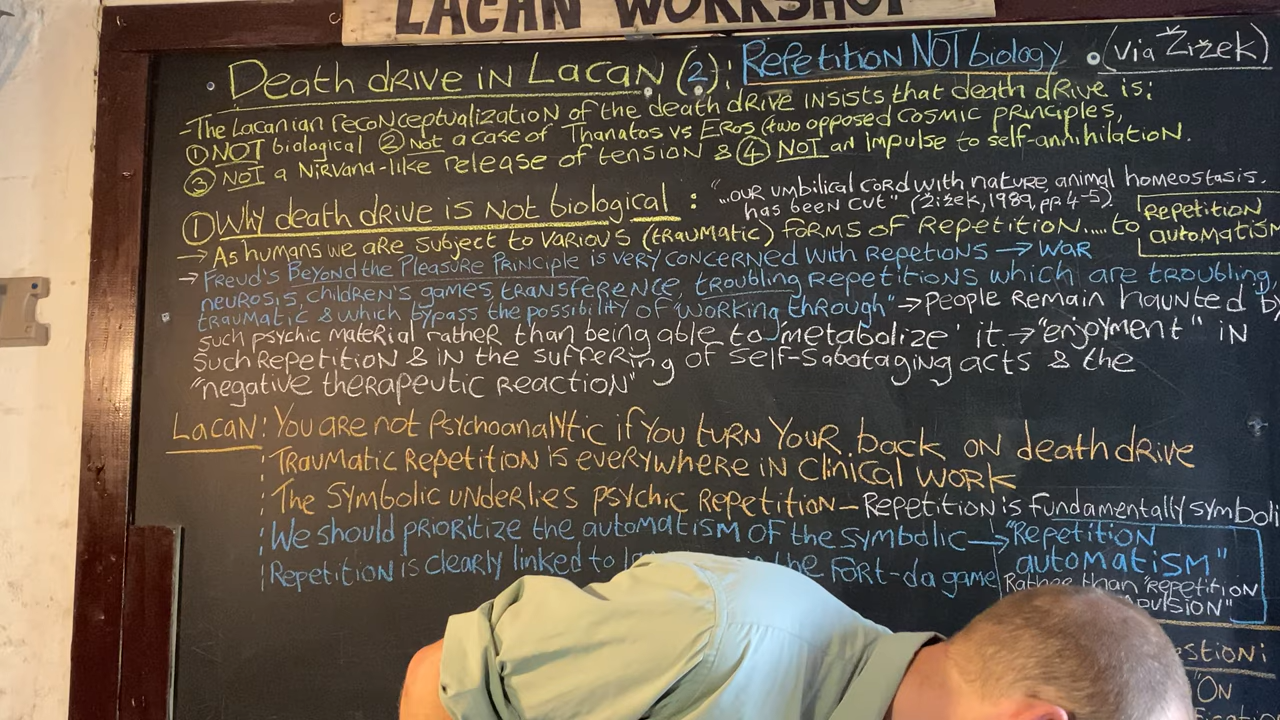 LACAN WORKSHOP
• Death drive in Lacan (2): Repetition NOT biology • (via Žižek)
-The Lacanian reconceptualization of the death drive insists that death drive is:
① NOT biological ② Not a case of Thanatos vs Eros (two opposed cosmic principles,
③ NOT a Nirvana-like release of tension & ④ NOT an impulse to self-annihilation.
① Why death drive is Not biological : "...our umbilical cord with nature, animal homeostasis.
has been cut" (Žižek, 1989, pp 4-5).
→ As humans we are subject to various (traumatic) forms of repetition..... to
Repetition
automatism
→ Freud's Beyond the Pleasure Principle is very concerned with repetions → war
neurosis, children's games, transference, troubling repetitions which are troubling,
traumatic & which bypass the possibility of working through" → People remain haunted by
such psychic material rather than being able to 'metabolize' it. → "enjoyment" in
such repetition & in the suffering of self-sabotaging acts & the
"negative therapeutic reaction"
Lacan: You are not psychoanalytic if you turn your back on death drive
Traumatic repetition is everywhere in clinical work
The Symbolic underlies psychic repetition – Repetition is fundamentally symboli
We should prioritize the automatism of the symbolic → "Repetition
automatism"
Repetition is clearly linked to the fort-da game
Rather than "repetition
"
"On